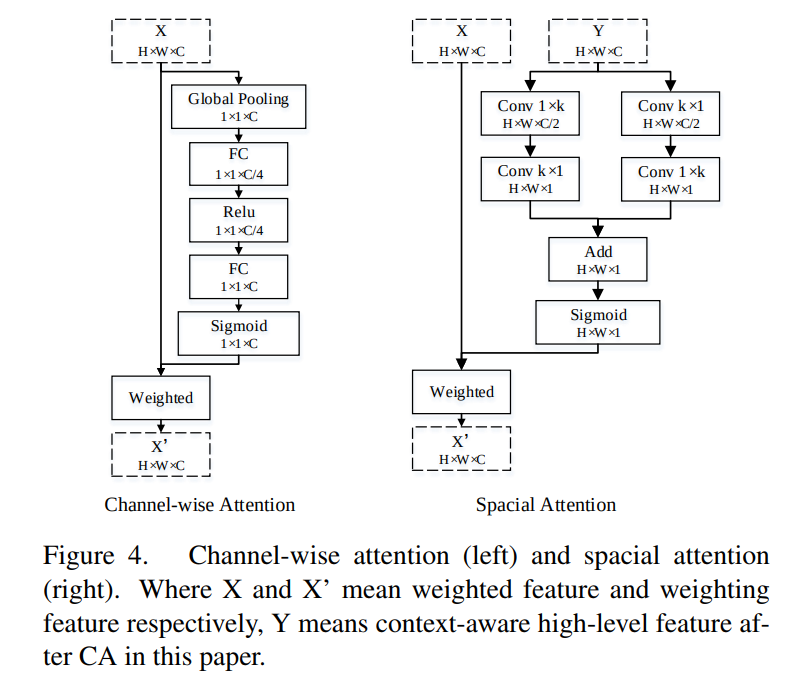 X
H×W×C
Global Pooling
1×1×C
FC
1×1×C/4
Relu
1×1×C/4
FC
1×1×C
Sigmoid
1×1×C
Weighted
X’
H×W×C
Channel-wise Attention
X
H×W×C
Y
H×W×C
Conv 1×k
H×W×C/2
Conv k×1
H×W×C/2
Conv k×1
H×W×1
Conv 1×k
H×W×1
Add
H×W×1
Sigmoid
H×W×1
Weighted
X’
H×W×C
Spacial Attention
Figure 4. Channel-wise attention (left) and spacial attention
(right). Where X and X’ mean weighted feature and weighting
feature respectively, Y means context-aware high-level feature af-
ter CA in this paper.